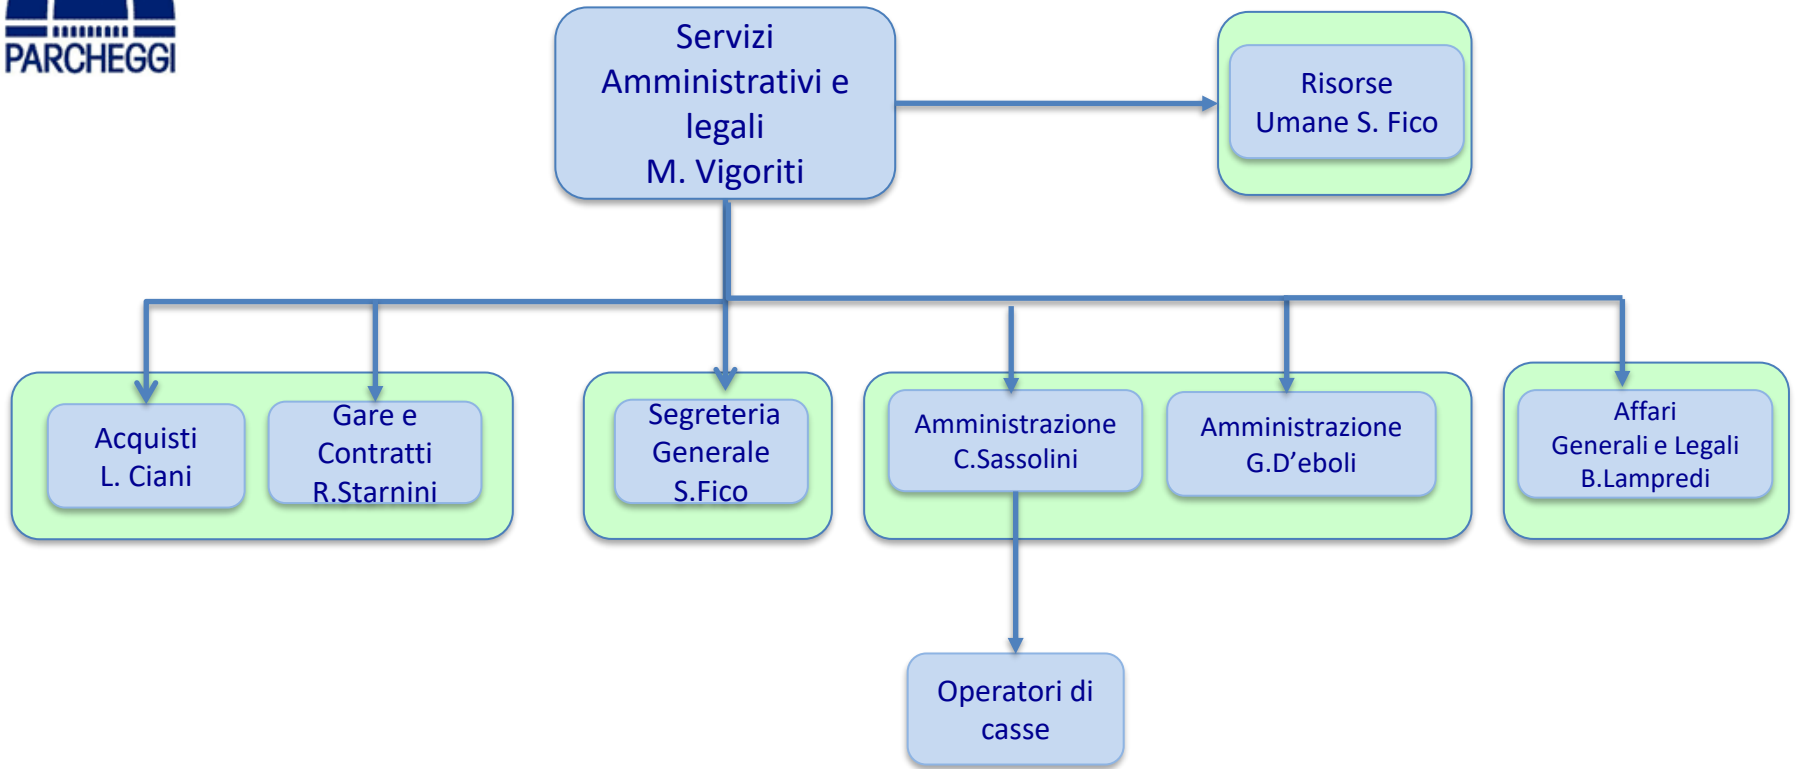 PARCHEGGI
Servizi
Amministrativi e
legali
M. Vigoriti
Risorse
Umane S. Fico
Acquisti
L. Ciani
Gare e
Contratti
R.Starnini
Segreteria
Generale
S.Fico
Amministrazione
C.Sassolini
Amministrazione
G.D’eboli
Affari
Generali e Legali
B.Lampredi
Operatori di
casse